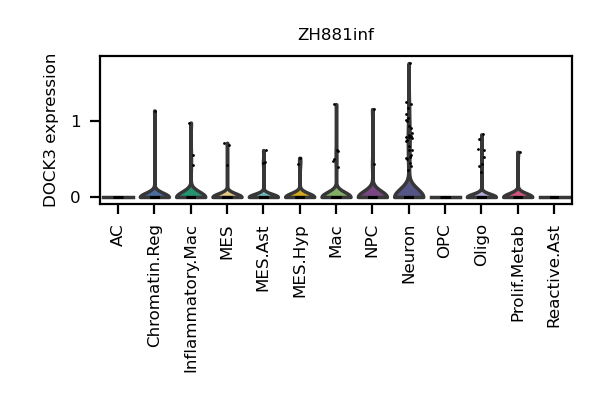 ZH881inf
DOCK3 expression
1
0
AC
Chromatin.Reg
Inflammatory.Mac
MES
MES.Ast
MES.Hyp
Mac
NPC
Neuron
OPC
Oligo
Prolif.Metab
Reactive.Ast